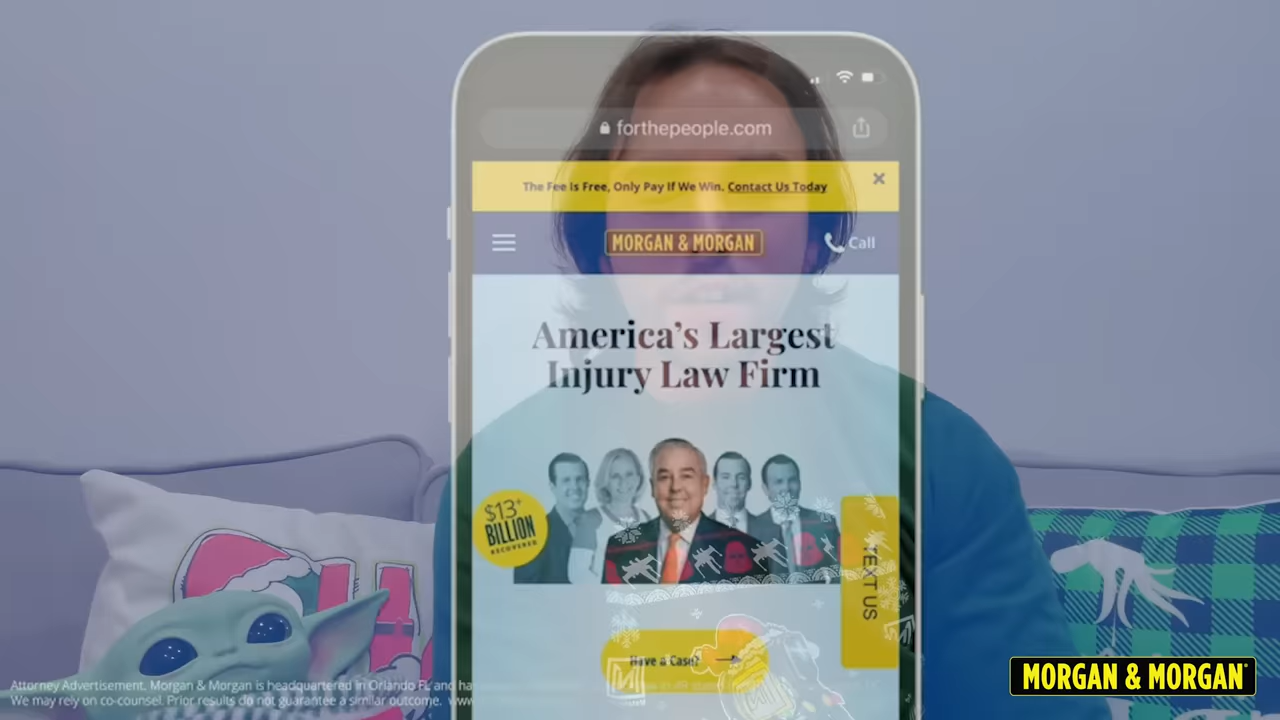 forthepeople.com
The Fee Is Free, Only Pay If We Win. Contact Us Today
MORGAN & MORGAN
Call
America's Largest
Injury Law Firm
$13+
BILLION
RECOVERED
TEXT US
Have a Case?
MORGAN & MORGAN
Attorney Advertisement. Morgan & Morgan is headquartered in Orlando FL and
We may rely on co-counsel. Prior results do not guarantee a similar outcome.